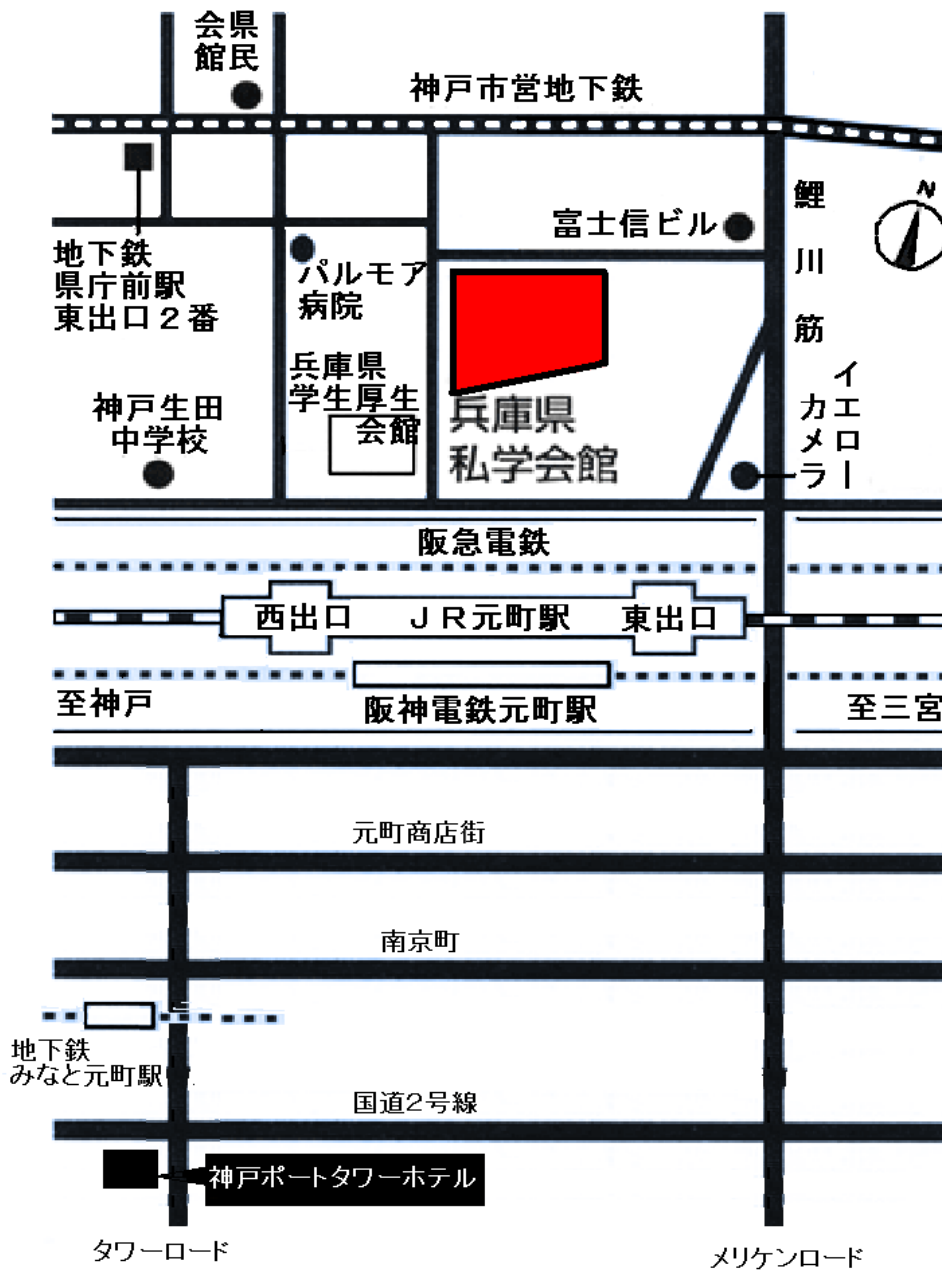 会県
館民
神戸市営地下鉄
N
鯉川筋
富士信ビル
地下鉄
県庁前駅
東出口２番
パルモア
病院
兵庫県
学生厚生
会館
神戸生田
中学校
兵庫県
私学会館
イエロー
カメラ
阪急電鉄
西出口
ＪＲ元町駅
東出口
至神戸
阪神電鉄元町駅
至三宮
元町商店街
南京町
地下鉄
みなと元町駅
国道2号線
神戸ポートタワーホテル
タワーロード
メリケンロード